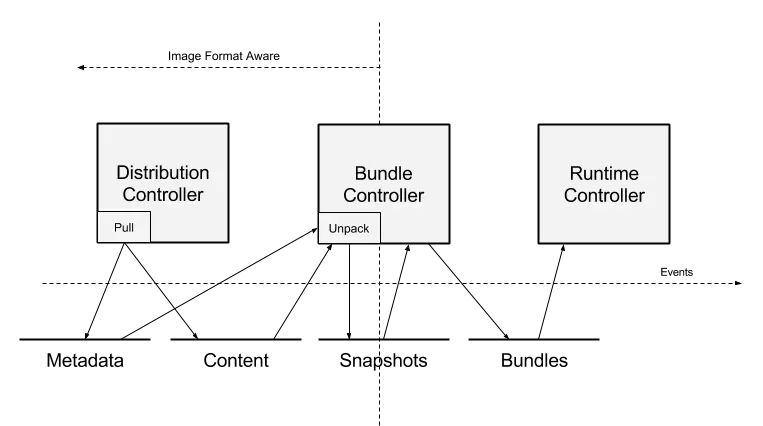 Image Format Aware
Distribution
Controller
Bundle
Controller
Runtime
Controller
Pull
Unpack
Events
Metadata
Content
Snapshots
Bundles